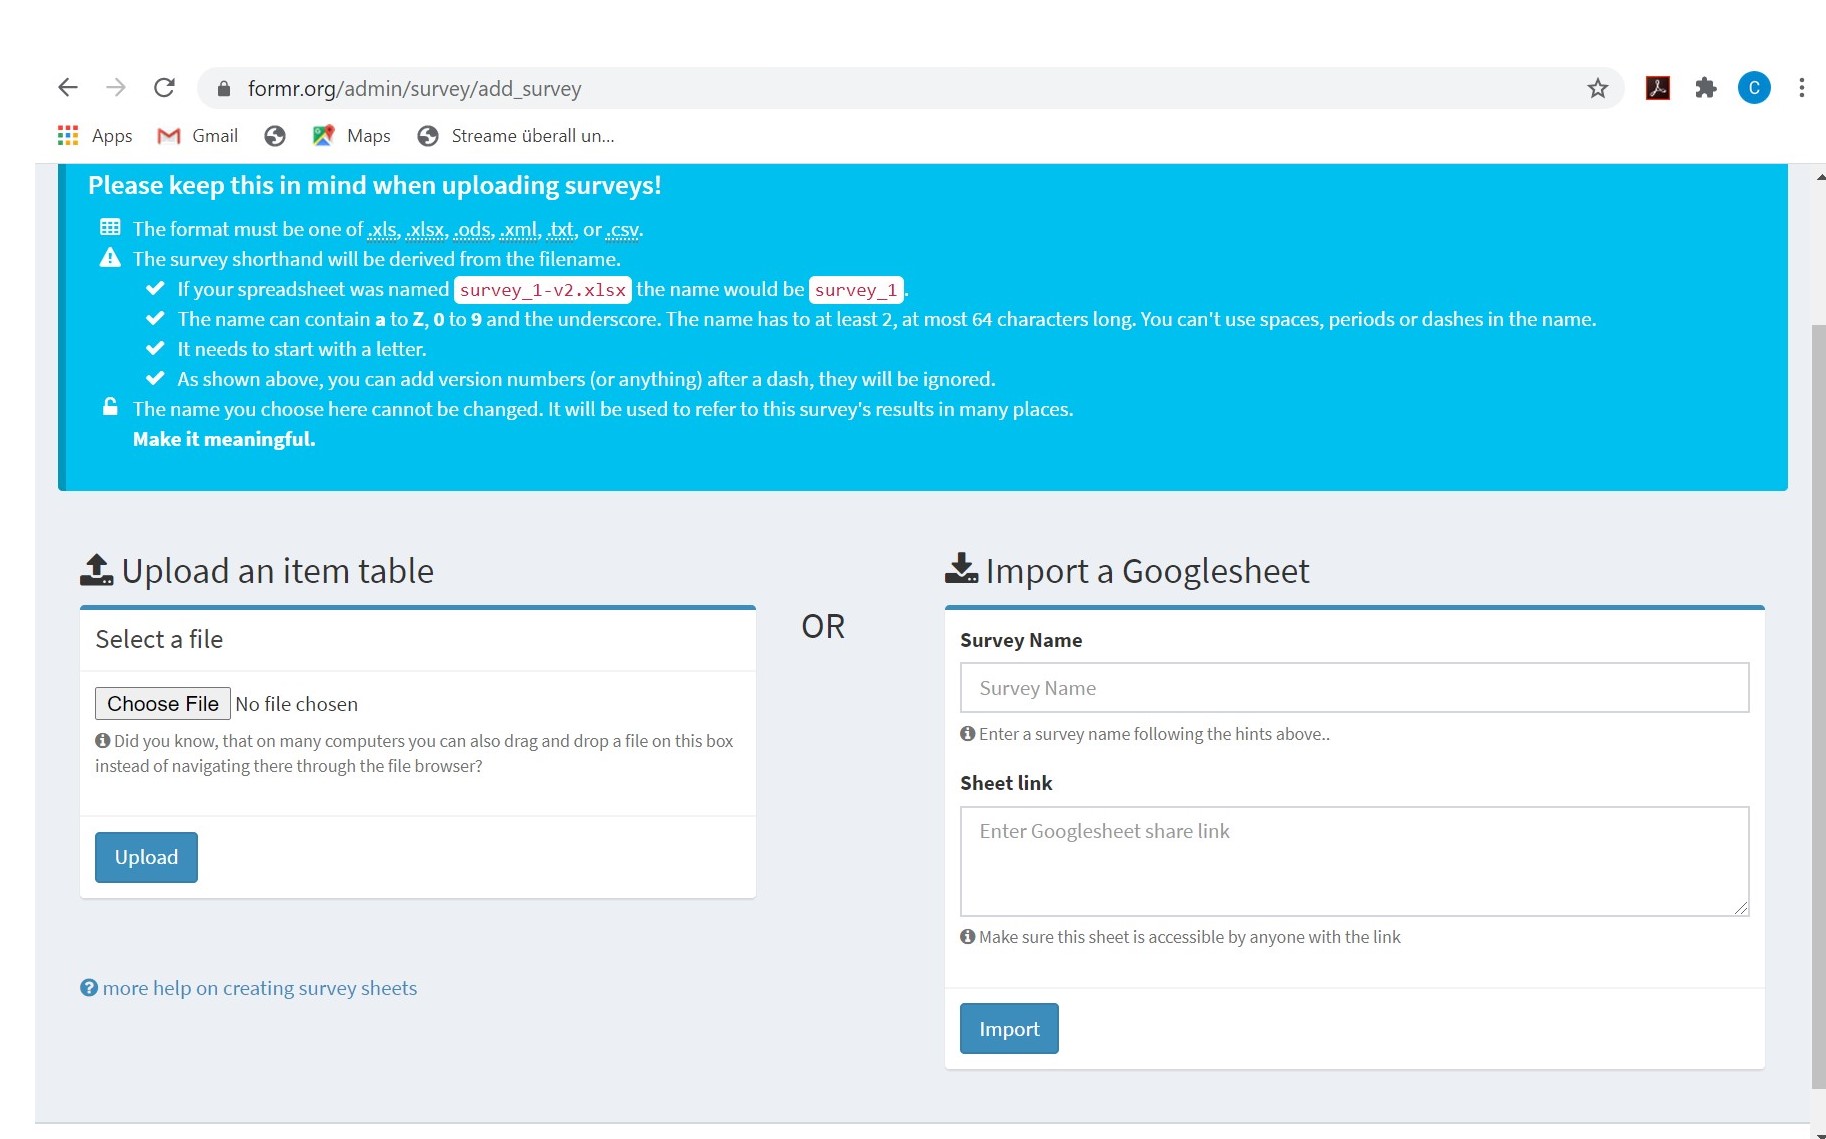 formr.org/admin/survey/add_survey
C
Apps Gmail Maps Streame überall un...
Please keep this in mind when uploading surveys!
The format must be one of .xls, .xlsx, .ods, .xml, .txt, or .csv.
The survey shorthand will be derived from the filename.
If your spreadsheet was named survey_1-v2.xlsx the name would be survey_1.
The name can contain a to Z, 0 to 9 and the underscore. The name has to at least 2, at most 64 characters long. You can't use spaces, periods or dashes in the name.
It needs to start with a letter.
As shown above, you can add version numbers (or anything) after a dash, they will be ignored.
The name you choose here cannot be changed. It will be used to refer to this survey's results in many places.
Make it meaningful.
Upload an item table
Select a file
Choose File No file chosen
Did you know, that on many computers you can also drag and drop a file on this box
instead of navigating there through the file browser?
Upload
more help on creating survey sheets
OR
Import a Googlesheet
Survey Name
Survey Name
Enter a survey name following the hints above..
Sheet link
Enter Googlesheet share link
Make sure this sheet is accessible by anyone with the link
Import